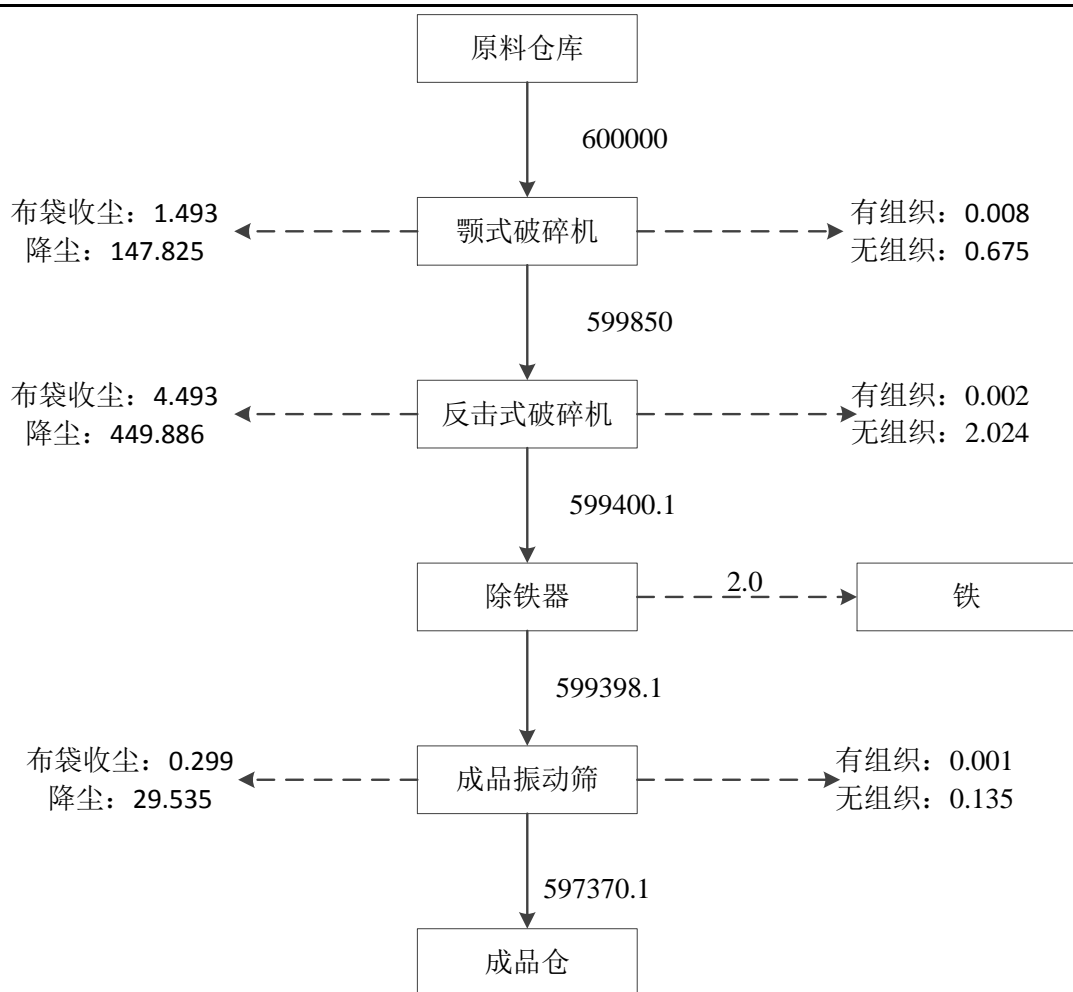 原料仓库
600000
布袋收尘：1.493
降尘：147.825
颚式破碎机
有组织：0.008
无组织：0.675
599850
布袋收尘：4.493
降尘：449.886
反击式破碎机
有组织：0.002
无组织：2.024
599400.1
除铁器
2.0
铁
599398.1
布袋收尘：0.299
降尘：29.535
成品振动筛
有组织：0.001
无组织：0.135
597370.1
成品仓